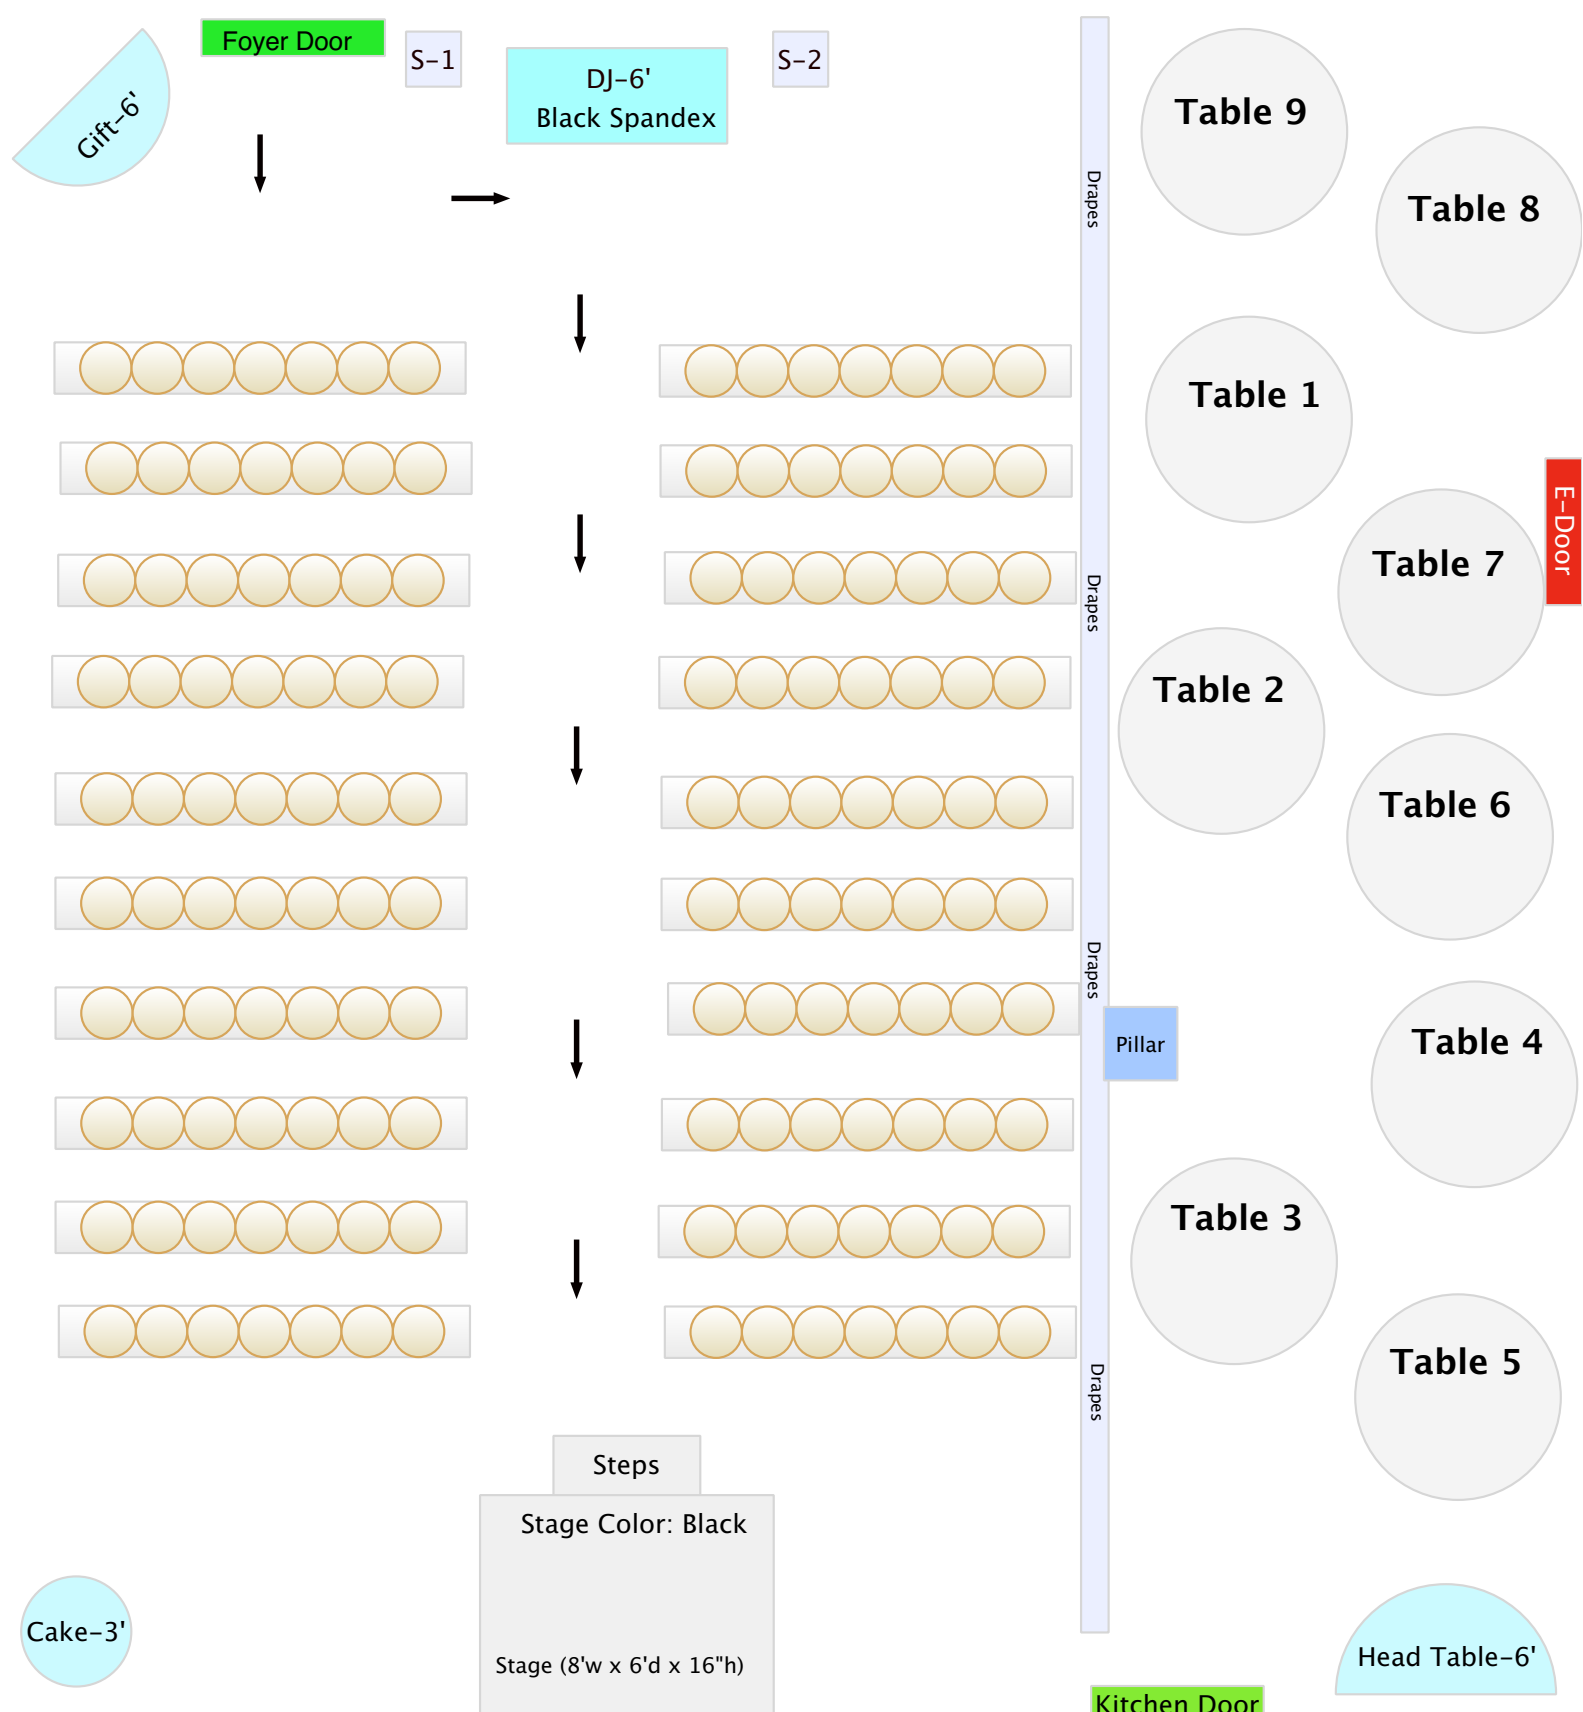 Foyer Door
S-1
DJ-6'
Black Spandex
S-2
Gift-6'
Drapes
Table 9
Table 8
Table 1
E-Door
Table 7
Drapes
Table 2
Table 6
Drapes
Pillar
Table 4
Table 3
Table 5
Drapes
Steps
Stage Color: Black
Stage (8'w x 6'd x 16"h)
Cake-3'
Head Table-6'
Kitchen Door